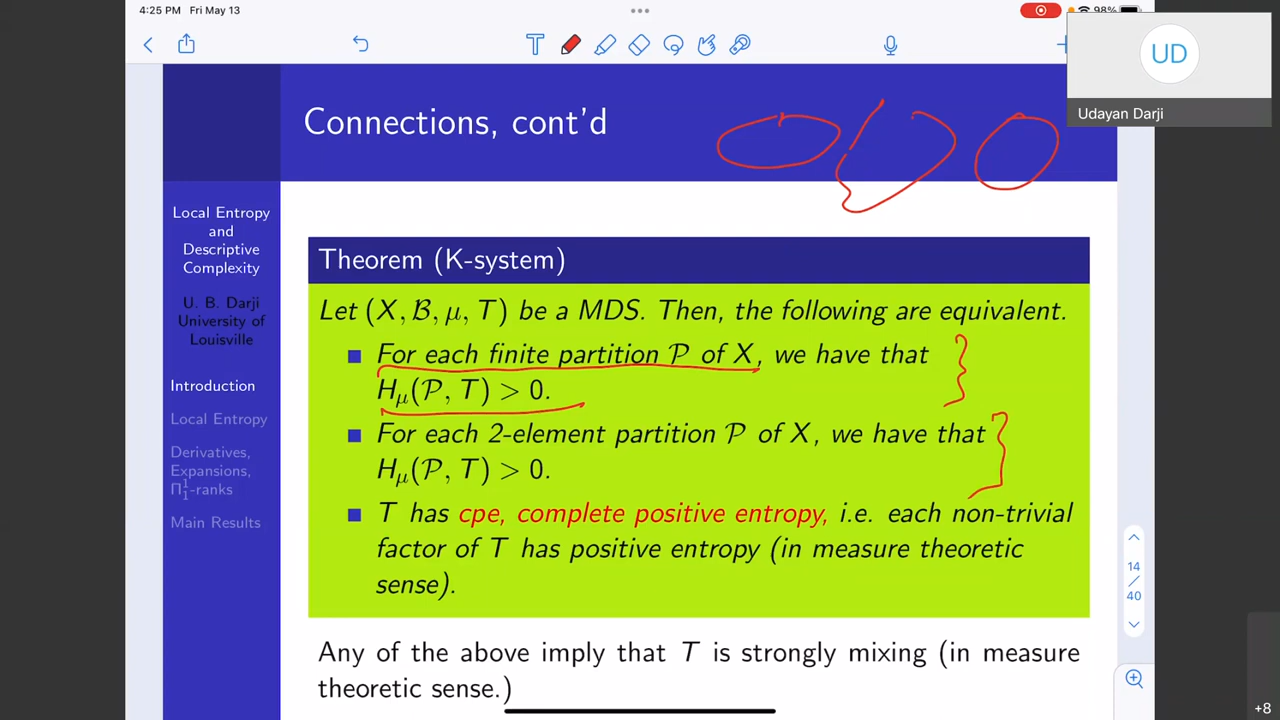 4:25 PM Fri May 13
98%
UD
Udayan Darji
Connections, cont'd
Local Entropy
and
Descriptive
Complexity
U. B. Darji
University of
Louisville
Introduction
Local Entropy
Derivatives,
Expansions,
Π¹₁-ranks
Main Results
Theorem (K-system)
Let (X, B, μ, T) be a MDS. Then, the following are equivalent.
For each finite partition P of X, we have that
Hμ(P, T) > 0.
For each 2-element partition P of X, we have that
Hμ(P, T) > 0.
T has cpe, complete positive entropy, i.e. each non-trivial
factor of T has positive entropy (in measure theoretic
sense).
Any of the above imply that T is strongly mixing (in measure
theoretic sense.)
14
/
40
+8